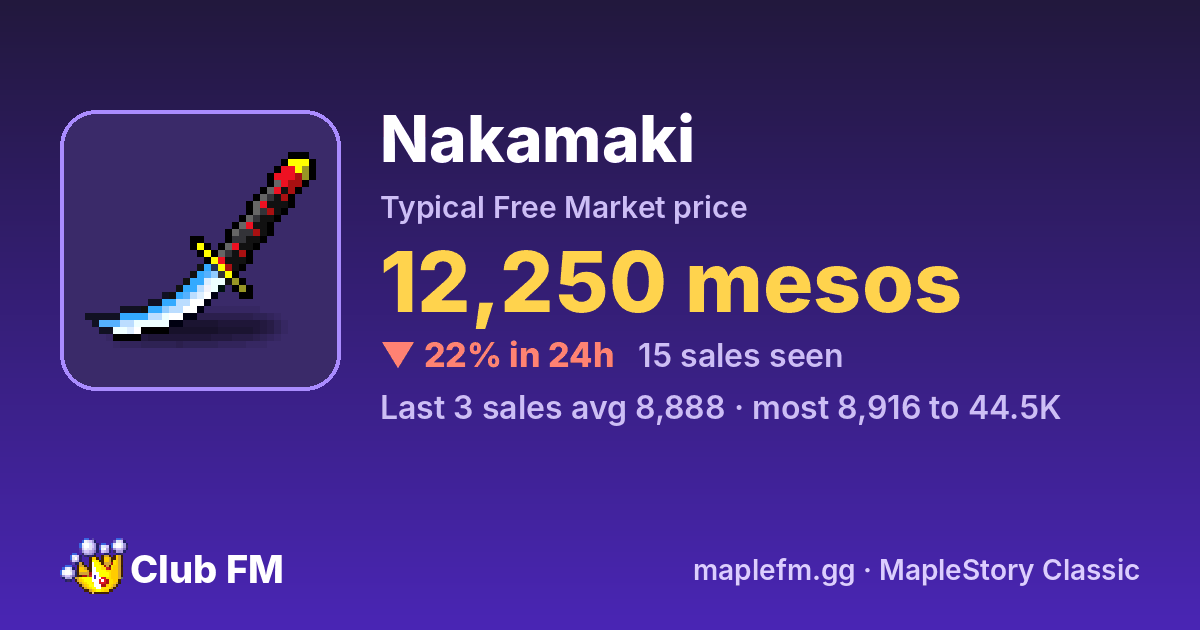 Nakamaki
Typical Free Market price
12,250 mesos
▼ 22% in 24h 15 sales seen
Last 3 sales avg 8,888 · most 8,916 to 44.5K
Club FM
maplefm.gg · MapleStory Classic